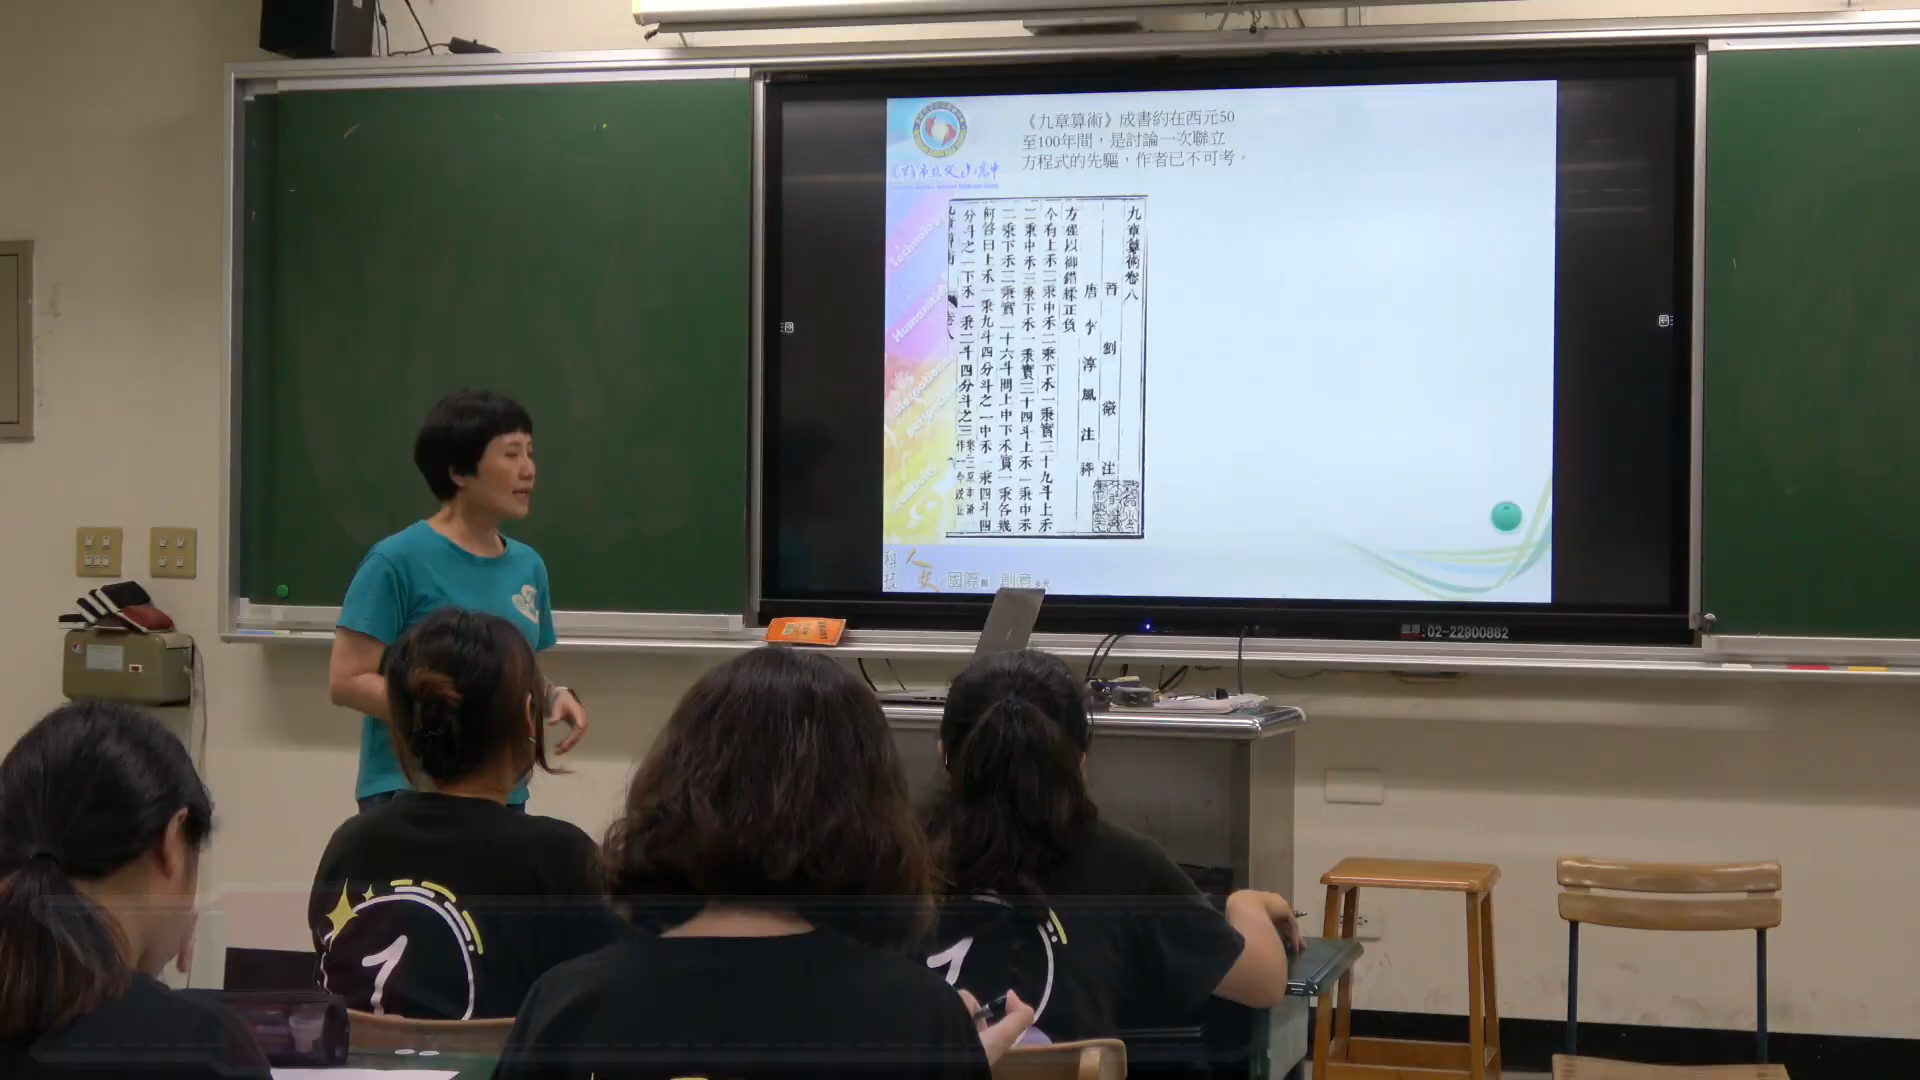 《九章算術》成書約在西元50
至100年間，是討論一次聯立
方程式的先驅，作者已不可考。
九章算術卷八
晉 劉徽 注
唐 李淳風 注釋
方程以御錯糅正負
今有上禾三秉中禾二秉下禾一秉實三十九斗上禾
二秉中禾三秉下禾一秉實三十四斗上禾一秉中禾
二秉下禾三秉實二十六斗問上中下禾實一秉各幾
何答曰上禾一秉九斗四分斗之一中禾一秉四斗四
分斗之一下禾一秉二斗四分斗之三
Technology
Humanities
科技
人文
國際觀
創意多元
:02-22900882
1
1